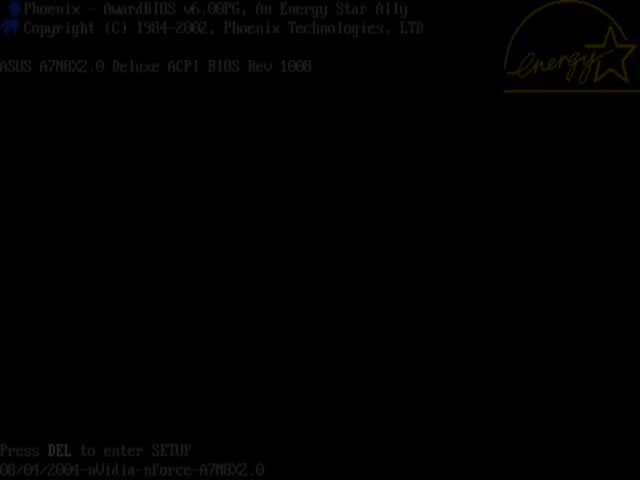 Phoenix - AwardBIOS v6.00PG, An Energy Star Ally
Copyright (C) 1984-2002, Phoenix Technologies, LTD
energy
ASUS A7N8X2.0 Deluxe ACPI BIOS Rev 1008
Press DEL to enter SETUP
08/04/2004-nVidia-nForce-A7N8X2.0